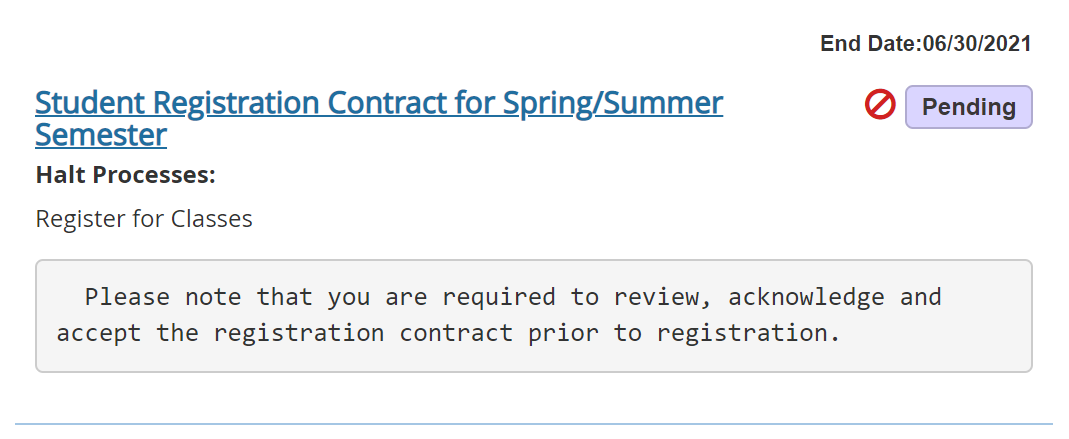 End Date:06/30/2021
Student Registration Contract for Spring/Summer
Semester
Pending
Halt Processes:
Register for Classes
Please note that you are required to review, acknowledge and
accept the registration contract prior to registration.